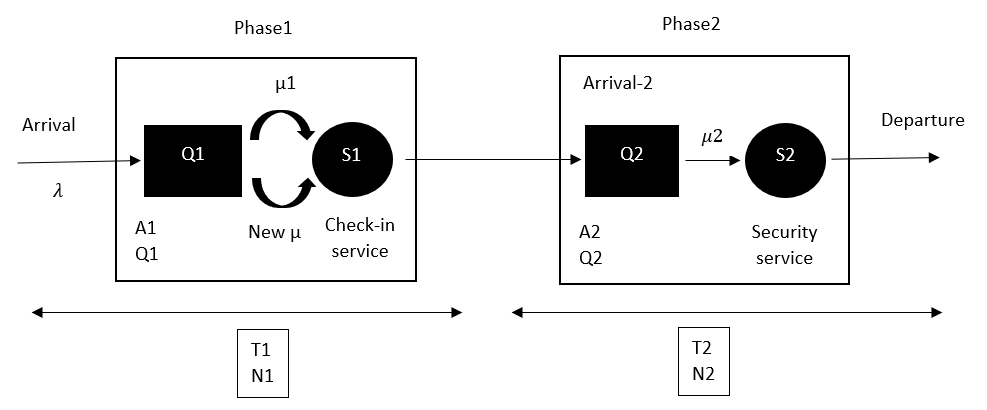 Phase1
Phase2
μ1
Arrival-2
Arrival
Departure
Q1
S1
Q2
μ2
S2
λ
A1
Q1
New μ
Check-in
service
A2
Q2
Security
service
T1
N1
T2
N2